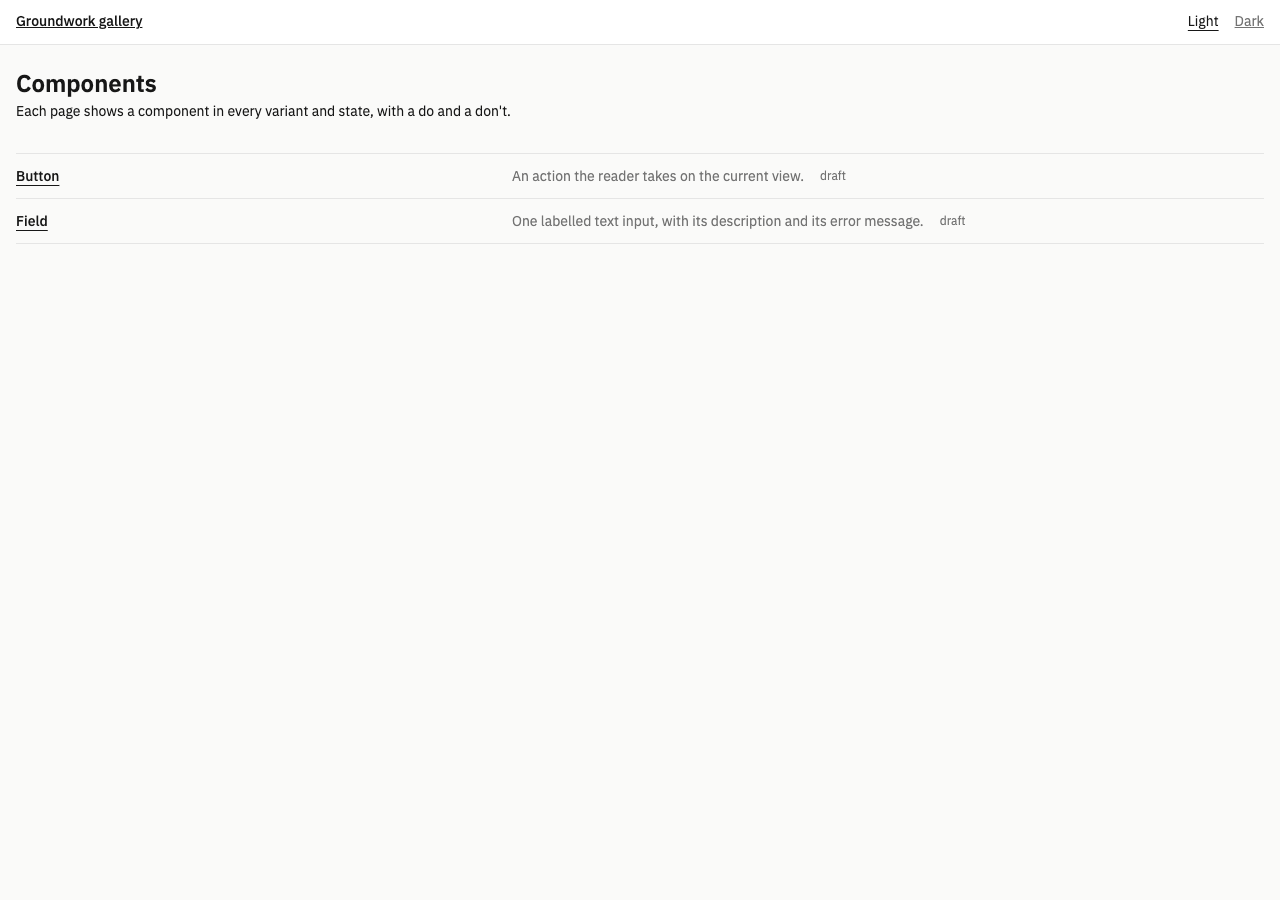 Groundwork gallery
Light Dark
Components
Each page shows a component in every variant and state, with a do and a don't.
Button An action the reader takes on the current view. draft
Field One labelled text input, with its description and its error message. draft